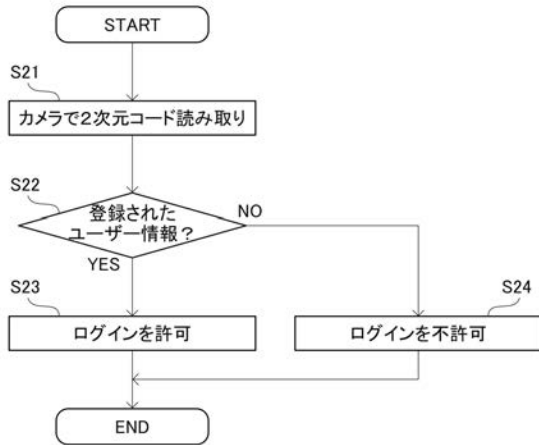 START
S21
カメラで2次元コード読み取り
S22
登録された
ユーザー情報?
NO
YES
S23
ログインを許可
S24
ログインを不許可
END